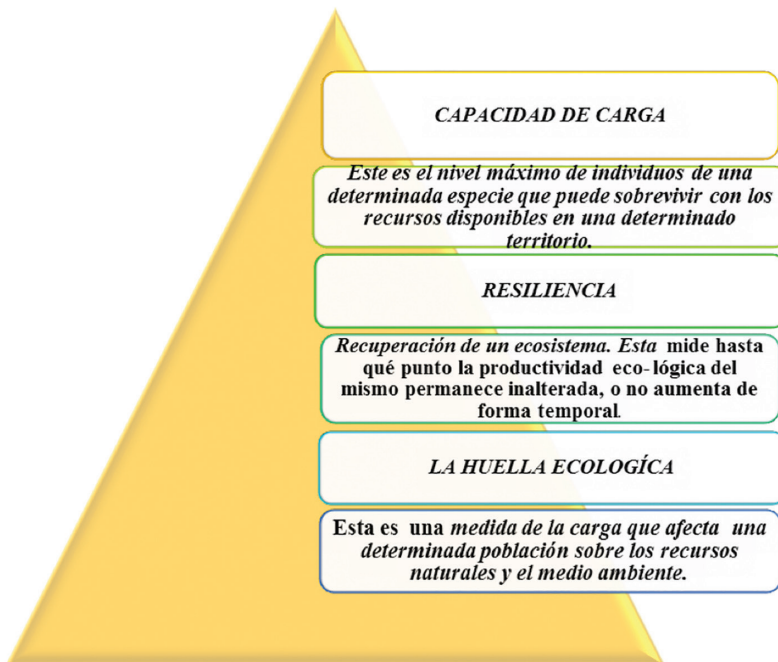 CAPACIDAD DE CARGA
Este es el nivel máximo de individuos de una
determinada especie que puede sobrevivir con los
recursos disponibles en una determinado
territorio.
RESILIENCIA
Recuperación de un ecosistema. Esta mide hasta
qué punto la productividad eco-lógica del
mismo permanece inalterada, o no aumenta de
forma temporal.
LA HUELLA ECOLOGÍCA
Esta es una medida de la carga que afecta una
determinada población sobre los recursos
naturales y el medio ambiente.